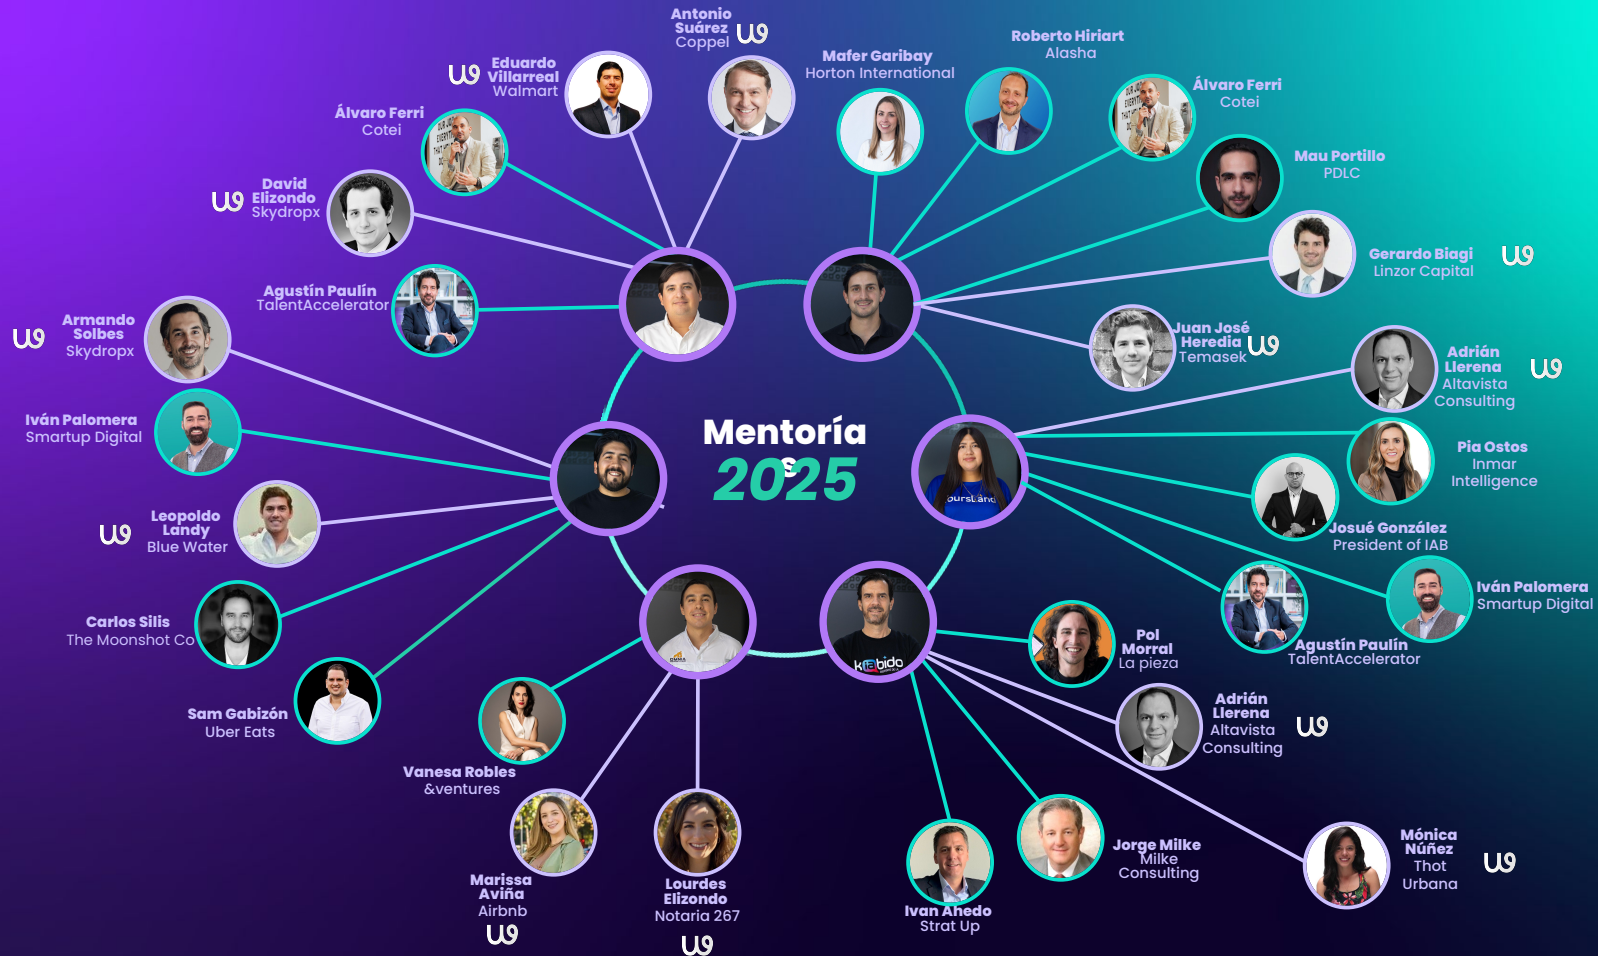 Antonio
Suárez
Coppel
Eduardo
Villarreal
Walmart
Mafer Garibay
Horton International
Roberto Hiriart
Alasha
Álvaro Ferri
Cotei
Álvaro Ferri
Cotei
Mau Portillo
PDLC
David
Elizondo
Skydropx
Gerardo Biagi
Linzor Capital
Agustín Paulín
TalentAccelerator
Armando
Solbes
Skydropx
Juan José
Heredia
Temasek
Adrián
Llerena
Altavista
Consulting
Iván Palomera
Smartup Digital
Mentoría
s
2025
Pia Ostos
Inmar
Intelligence
Leopoldo
Landy
Blue Water
Josué González
President of IAB
Iván Palomera
Smartup Digital
Carlos Silis
The Moonshot Co
Pol
Morral
La pieza
Agustín Paulín
TalentAccelerator
kabido
Sam Gabizón
Uber Eats
Adrián
Llerena
Altavista
Consulting
Vanesa Robles
&ventures
Marissa
Aviña
Airbnb
Lourdes
Elizondo
Notaria 267
Ivan Ahedo
Strat Up
Jorge Milke
Milke
Consulting
Mónica
Núñez
Thot
Urbana